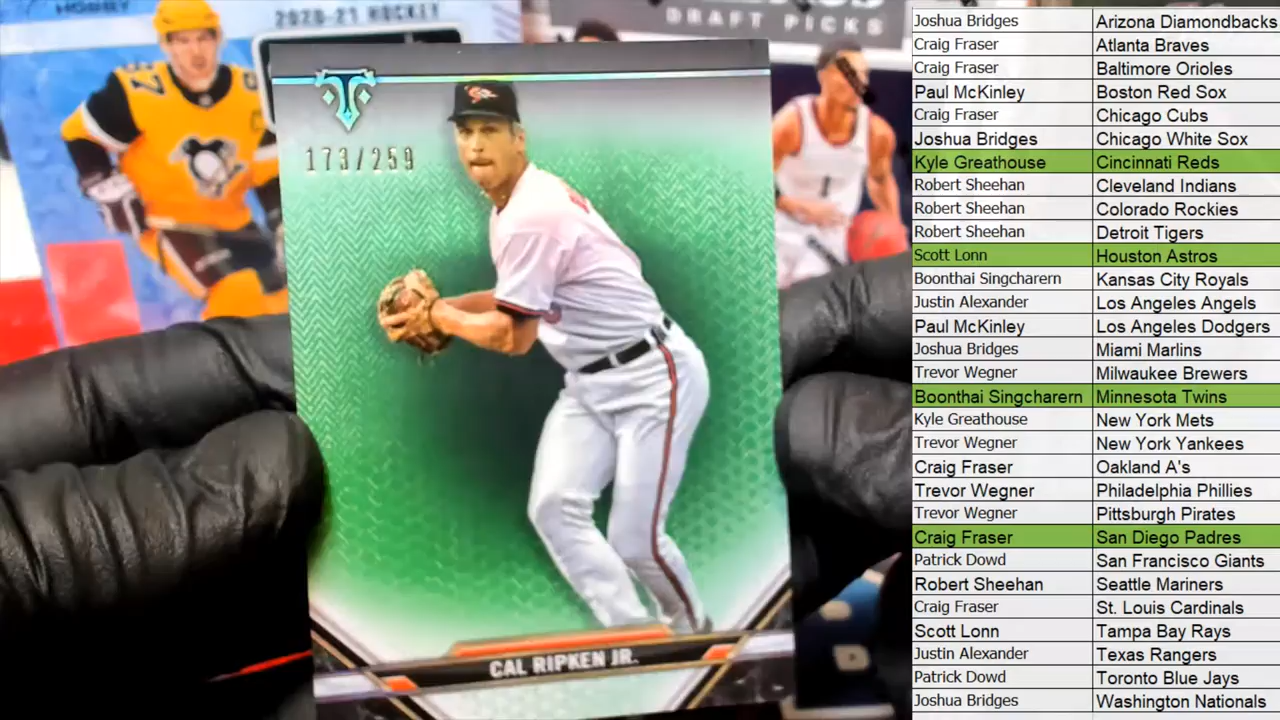 HOBBY
2020-21 HOCKEY
DRAFT PICKS
87
1
173/259
CAL RIPKEN JR.
Joshua Bridges Arizona Diamondbacks
Craig Fraser Atlanta Braves
Craig Fraser Baltimore Orioles
Paul McKinley Boston Red Sox
Craig Fraser Chicago Cubs
Joshua Bridges Chicago White Sox
Kyle Greathouse Cincinnati Reds
Robert Sheehan Cleveland Indians
Robert Sheehan Colorado Rockies
Robert Sheehan Detroit Tigers
Scott Lonn Houston Astros
Boonthai Singcharern Kansas City Royals
Justin Alexander Los Angeles Angels
Paul McKinley Los Angeles Dodgers
Joshua Bridges Miami Marlins
Trevor Wegner Milwaukee Brewers
Boonthai Singcharern Minnesota Twins
Kyle Greathouse New York Mets
Trevor Wegner New York Yankees
Craig Fraser Oakland A's
Trevor Wegner Philadelphia Phillies
Trevor Wegner Pittsburgh Pirates
Craig Fraser San Diego Padres
Patrick Dowd San Francisco Giants
Robert Sheehan Seattle Mariners
Craig Fraser St. Louis Cardinals
Scott Lonn Tampa Bay Rays
Justin Alexander Texas Rangers
Patrick Dowd Toronto Blue Jays
Joshua Bridges Washington Nationals